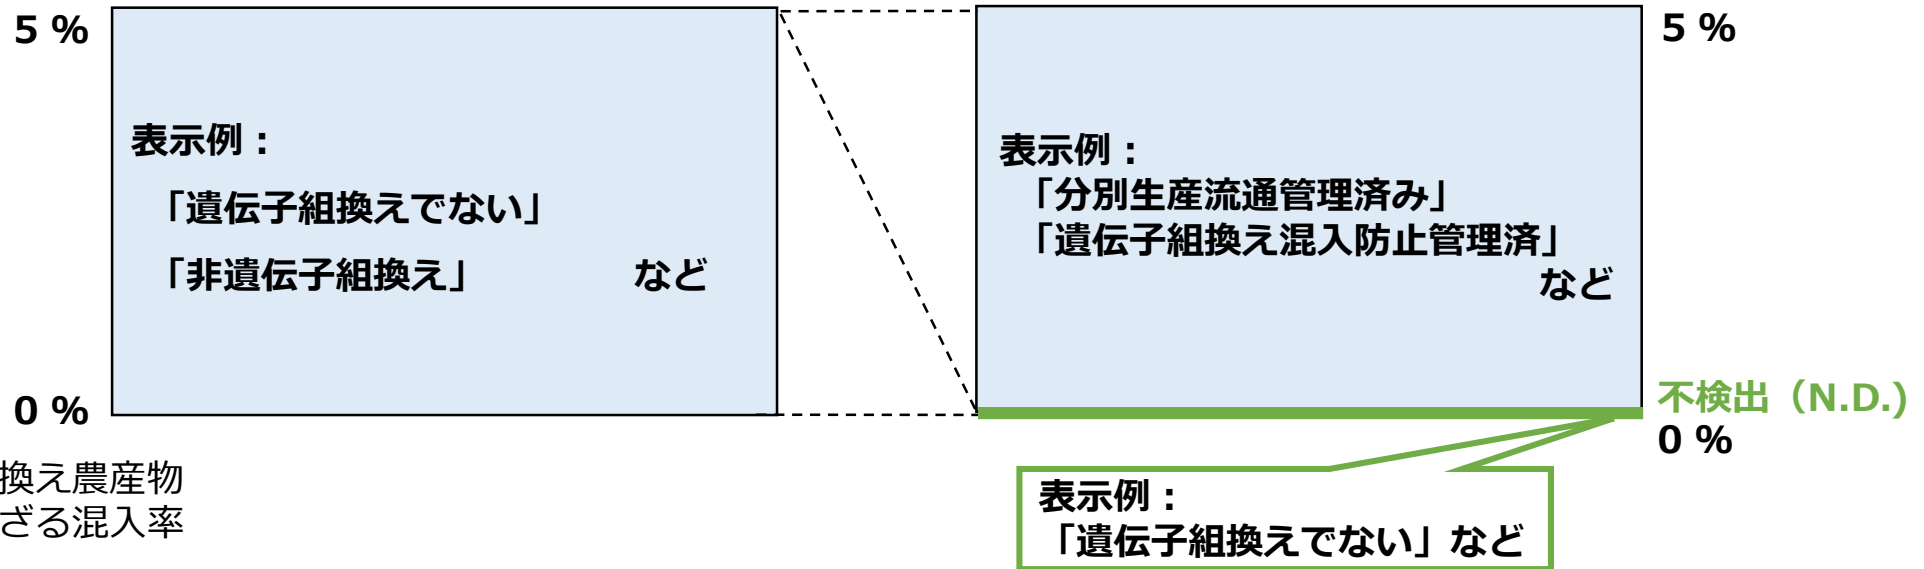 5 %
表示例：
「遺伝子組換えでない」
「非遺伝子組換え」　　　　など
0 %
換え農産物
ざる混入率
5 %
表示例：
「分別生産流通管理済み」
「遺伝子組換え混入防止管理済」
など
不検出（N.D.)
0 %
表示例：
「遺伝子組換えでない」など